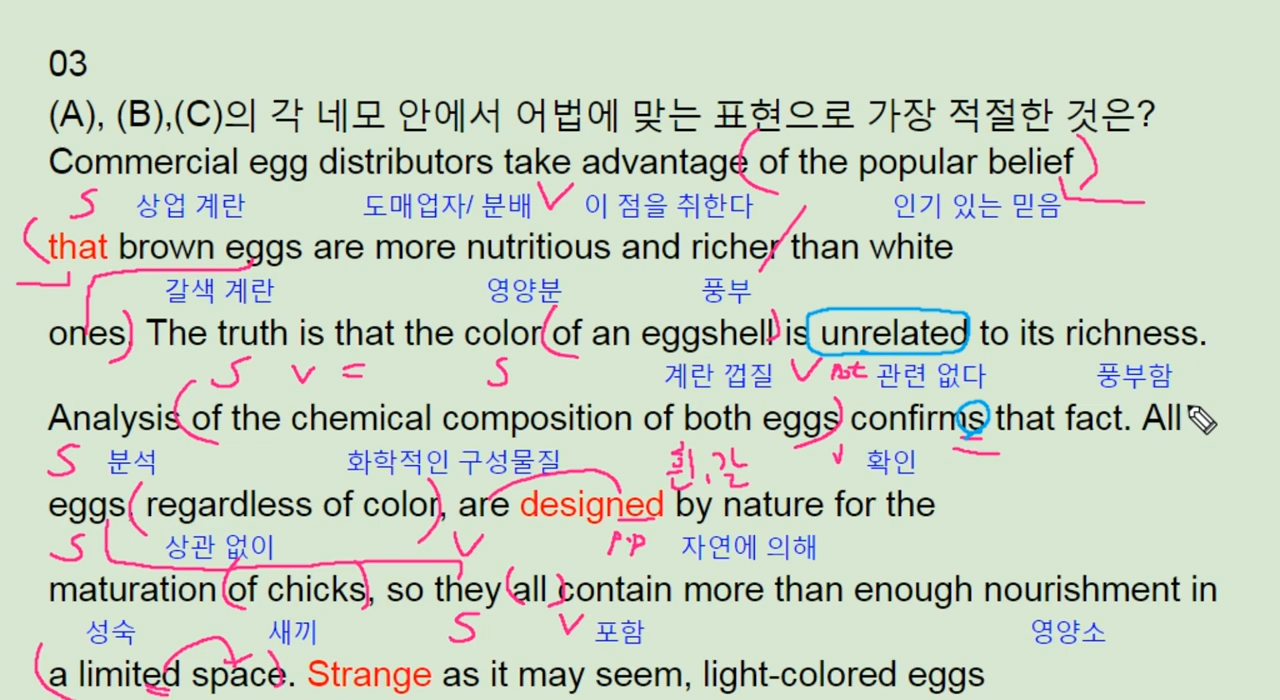 03
(A), (B),(C)의 각 네모 안에서 어법에 맞는 표현으로 가장 적절한 것은?
Commercial egg distributors take advantage of the popular belief
S 상업 계란 도매업자/ 분배 V 이 점을 취한다 인기 있는 믿음
that brown eggs are more nutritious and richer than white
갈색 계란 영양분 풍부
ones. The truth is that the color of an eggshell is unrelated to its richness.
S V = S 계란 껍질 V not 관련 없다 풍부함
Analysis of the chemical composition of both eggs confirms that fact. All
S 분석 화학적인 구성물질 흰, 갈 V 확인
eggs, regardless of color, are designed by nature for the
S 상관 없이 V P.P 자연에 의해
maturation of chicks, so they all contain more than enough nourishment in
성숙 새끼 S V 포함 영양소
a limited space. Strange as it may seem, light-colored eggs